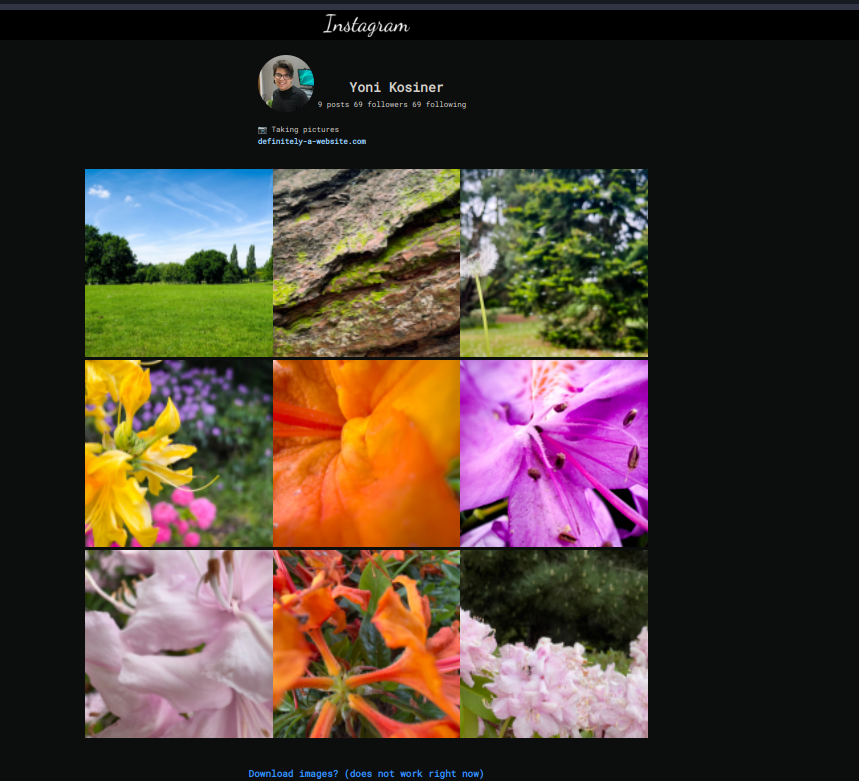 Instagram
Yoni Kosiner
9 posts 69 followers 69 following
📷 Taking pictures
definitely-a-website.com
Download images? (does not work right now)